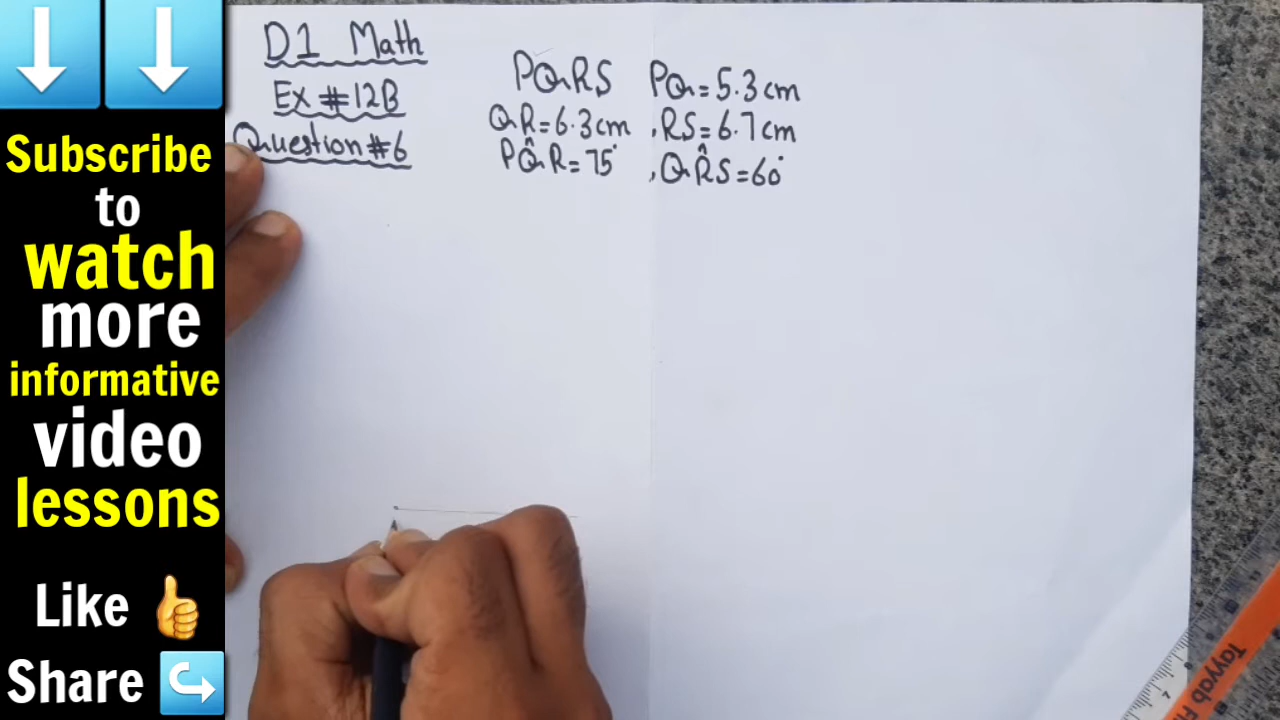 Subscribe
to
watch
more
informative
video
lessons
Like
Share
D1 Math
Ex # 12B
Question #6
PQRS PQ = 5.3 cm
QR = 6.3 cm , RS = 6.7 cm
PQ̂R = 75° , QR̂S = 60°
Tayyab